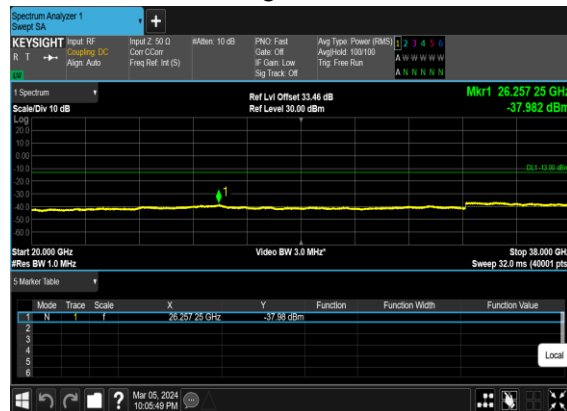 Spectrum Analyzer 1
Swept SA
+
KEYSIGHT Input: RF Input Z: 50 Ω #Atten: 10 dB PNO: Fast Avg Type: Power (RMS) 1 2 3 4 5 6
R T Coupling: DC Corr CCorr Gate: Off Avg|Hold: 100/100
Align: Auto Freq Ref: Int (S) IF Gain: Low Trig: Free Run A W W W W W
Sig Track: Off A N N N N N
1 Spectrum
Scale/Div 10 dB
Ref Lvl Offset 33.46 dB
Ref Level 30.00 dBm
Mkr1 26.257 25 GHz
-37.982 dBm
Log
20.0
10.0
0.00
-10.0
DL1 -13.00 dBm
-20.0
-30.0
1
-40.0
-50.0
-60.0
Start 20.000 GHz Video BW 3.0 MHz* Stop 38.000 GHz
#Res BW 1.0 MHz Sweep 32.0 ms (40001 pts
5 Marker Table
Mode Trace Scale X Y Function Function Width Function Value
1 N 1 f 26.257 25 GHz -37.98 dBm
2
3
4
5
6
Local
? Mar 05, 2024
10:05:49 PM